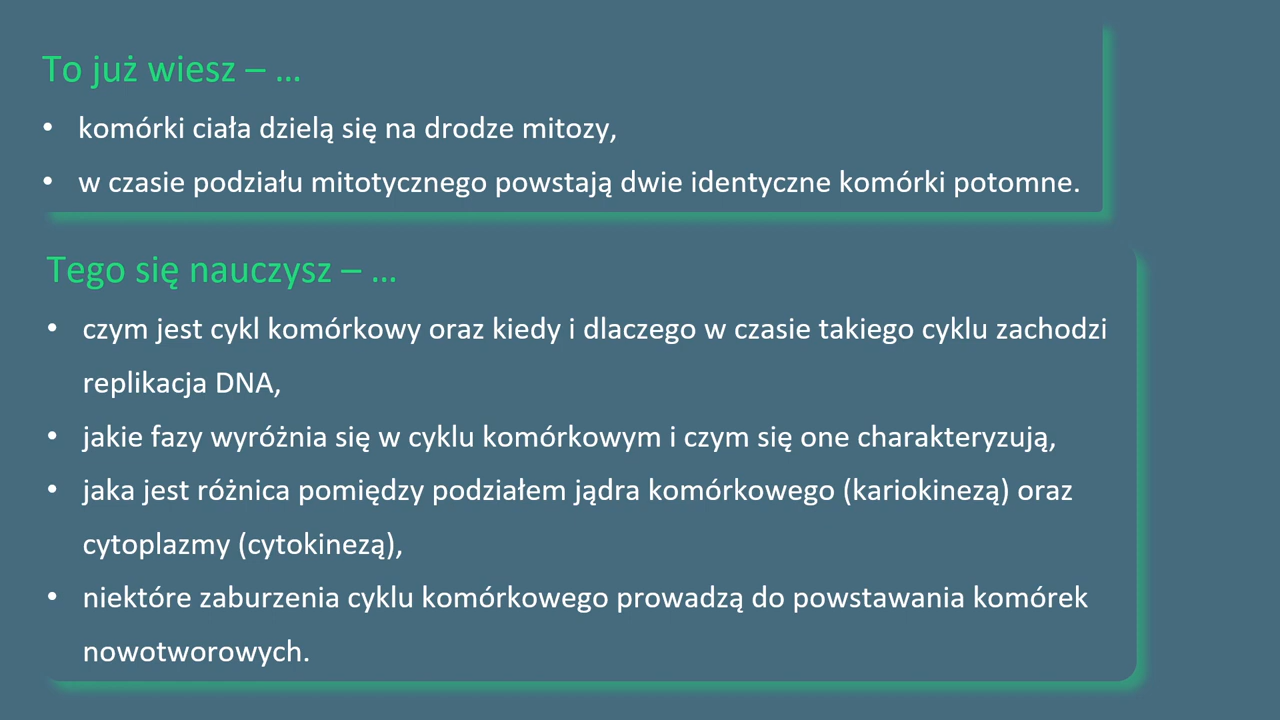 To już wiesz – …
• komórki ciała dzielą się na drodze mitozy,
• w czasie podziału mitotycznego powstają dwie identyczne komórki potomne.
Tego się nauczysz – …
• czym jest cykl komórkowy oraz kiedy i dlaczego w czasie takiego cyklu zachodzi
replikacja DNA,
• jakie fazy wyróżnia się w cyklu komórkowym i czym się one charakteryzują,
• jaka jest różnica pomiędzy podziałem jądra komórkowego (kariokinezą) oraz
cytoplazmy (cytokinezą),
• niektóre zaburzenia cyklu komórkowego prowadzą do powstawania komórek
nowotworowych.